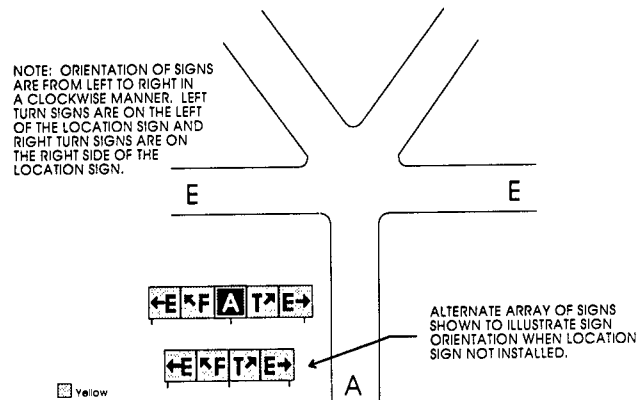 NOTE: ORIENTATION OF SIGNS
ARE FROM LEFT TO RIGHT IN
A CLOCKWISE MANNER. LEFT
TURN SIGNS ARE ON THE LEFT
OF THE LOCATION SIGN AND
RIGHT TURN SIGNS ARE ON
THE RIGHT SIDE OF THE
LOCATION SIGN.
E E
←E ↖F A T↗ E→
ALTERNATE ARRAY OF SIGNS
SHOWN TO ILLUSTRATE SIGN
ORIENTATION WHEN LOCATION
SIGN NOT INSTALLED.
←E ↖F T↗ E→
A
Yellow